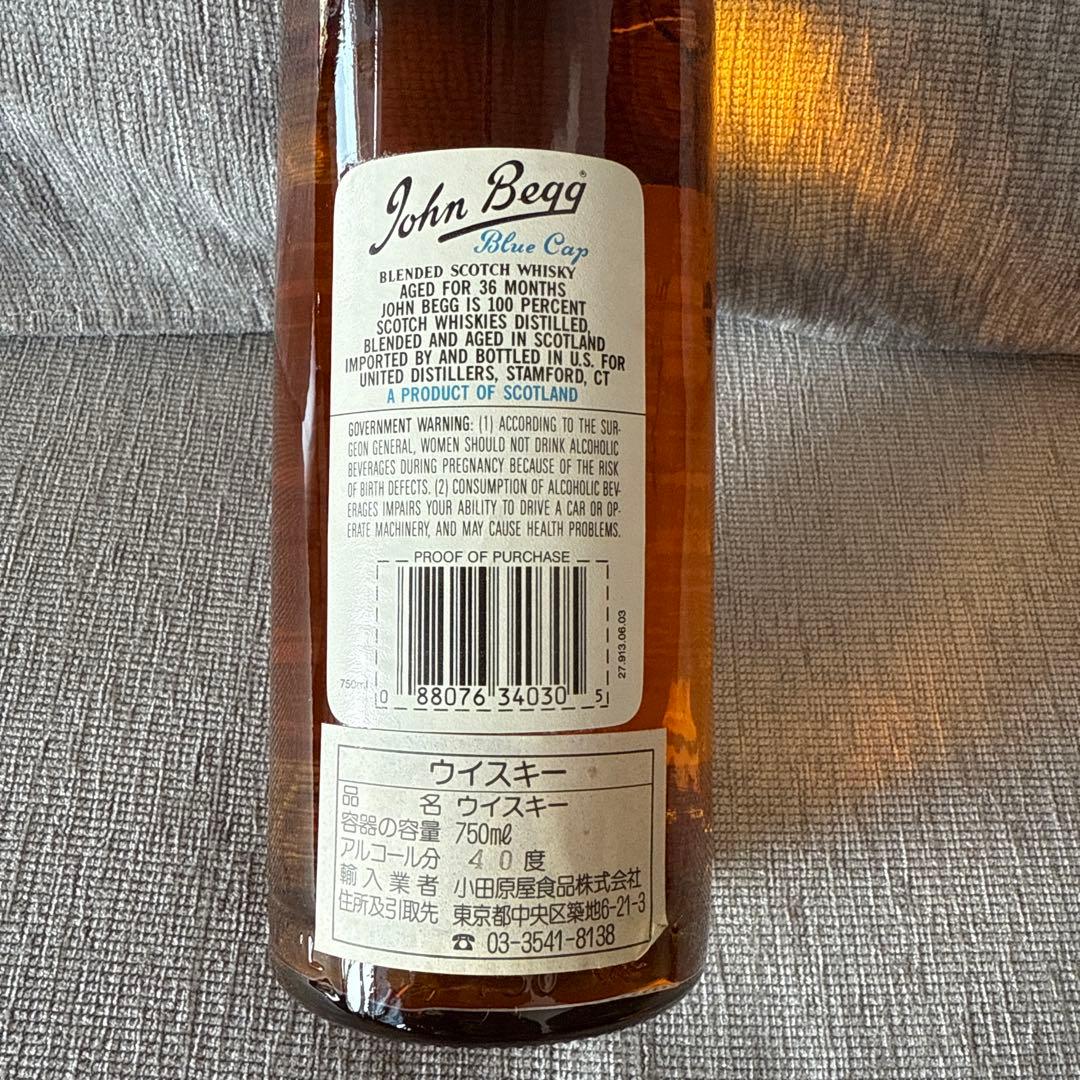 John Begg®
Blue Cap
BLENDED SCOTCH WHISKY
AGED FOR 36 MONTHS
JOHN BEGG IS 100 PERCENT
SCOTCH WHISKIES DISTILLED,
BLENDED AND AGED IN SCOTLAND
IMPORTED BY AND BOTTLED IN U.S. FOR
UNITED DISTILLERS, STAMFORD, CT
A PRODUCT OF SCOTLAND
GOVERNMENT WARNING: (1) ACCORDING TO THE SUR-
GEON GENERAL, WOMEN SHOULD NOT DRINK ALCOHOLIC
BEVERAGES DURING PREGNANCY BECAUSE OF THE RISK
OF BIRTH DEFECTS. (2) CONSUMPTION OF ALCOHOLIC BEV-
ERAGES IMPAIRS YOUR ABILITY TO DRIVE A CAR OR OP-
ERATE MACHINERY, AND MAY CAUSE HEALTH PROBLEMS.
PROOF OF PURCHASE
27.913.06.03
750ml
0 88076 34030 5
ウイスキー
品名 ウイスキー
容器の容量 750mℓ
アルコール分 40度
輸入業者 小田原屋食品株式会社
住所及引取先 東京都中央区築地6-21-3
☎ 03-3541-8138